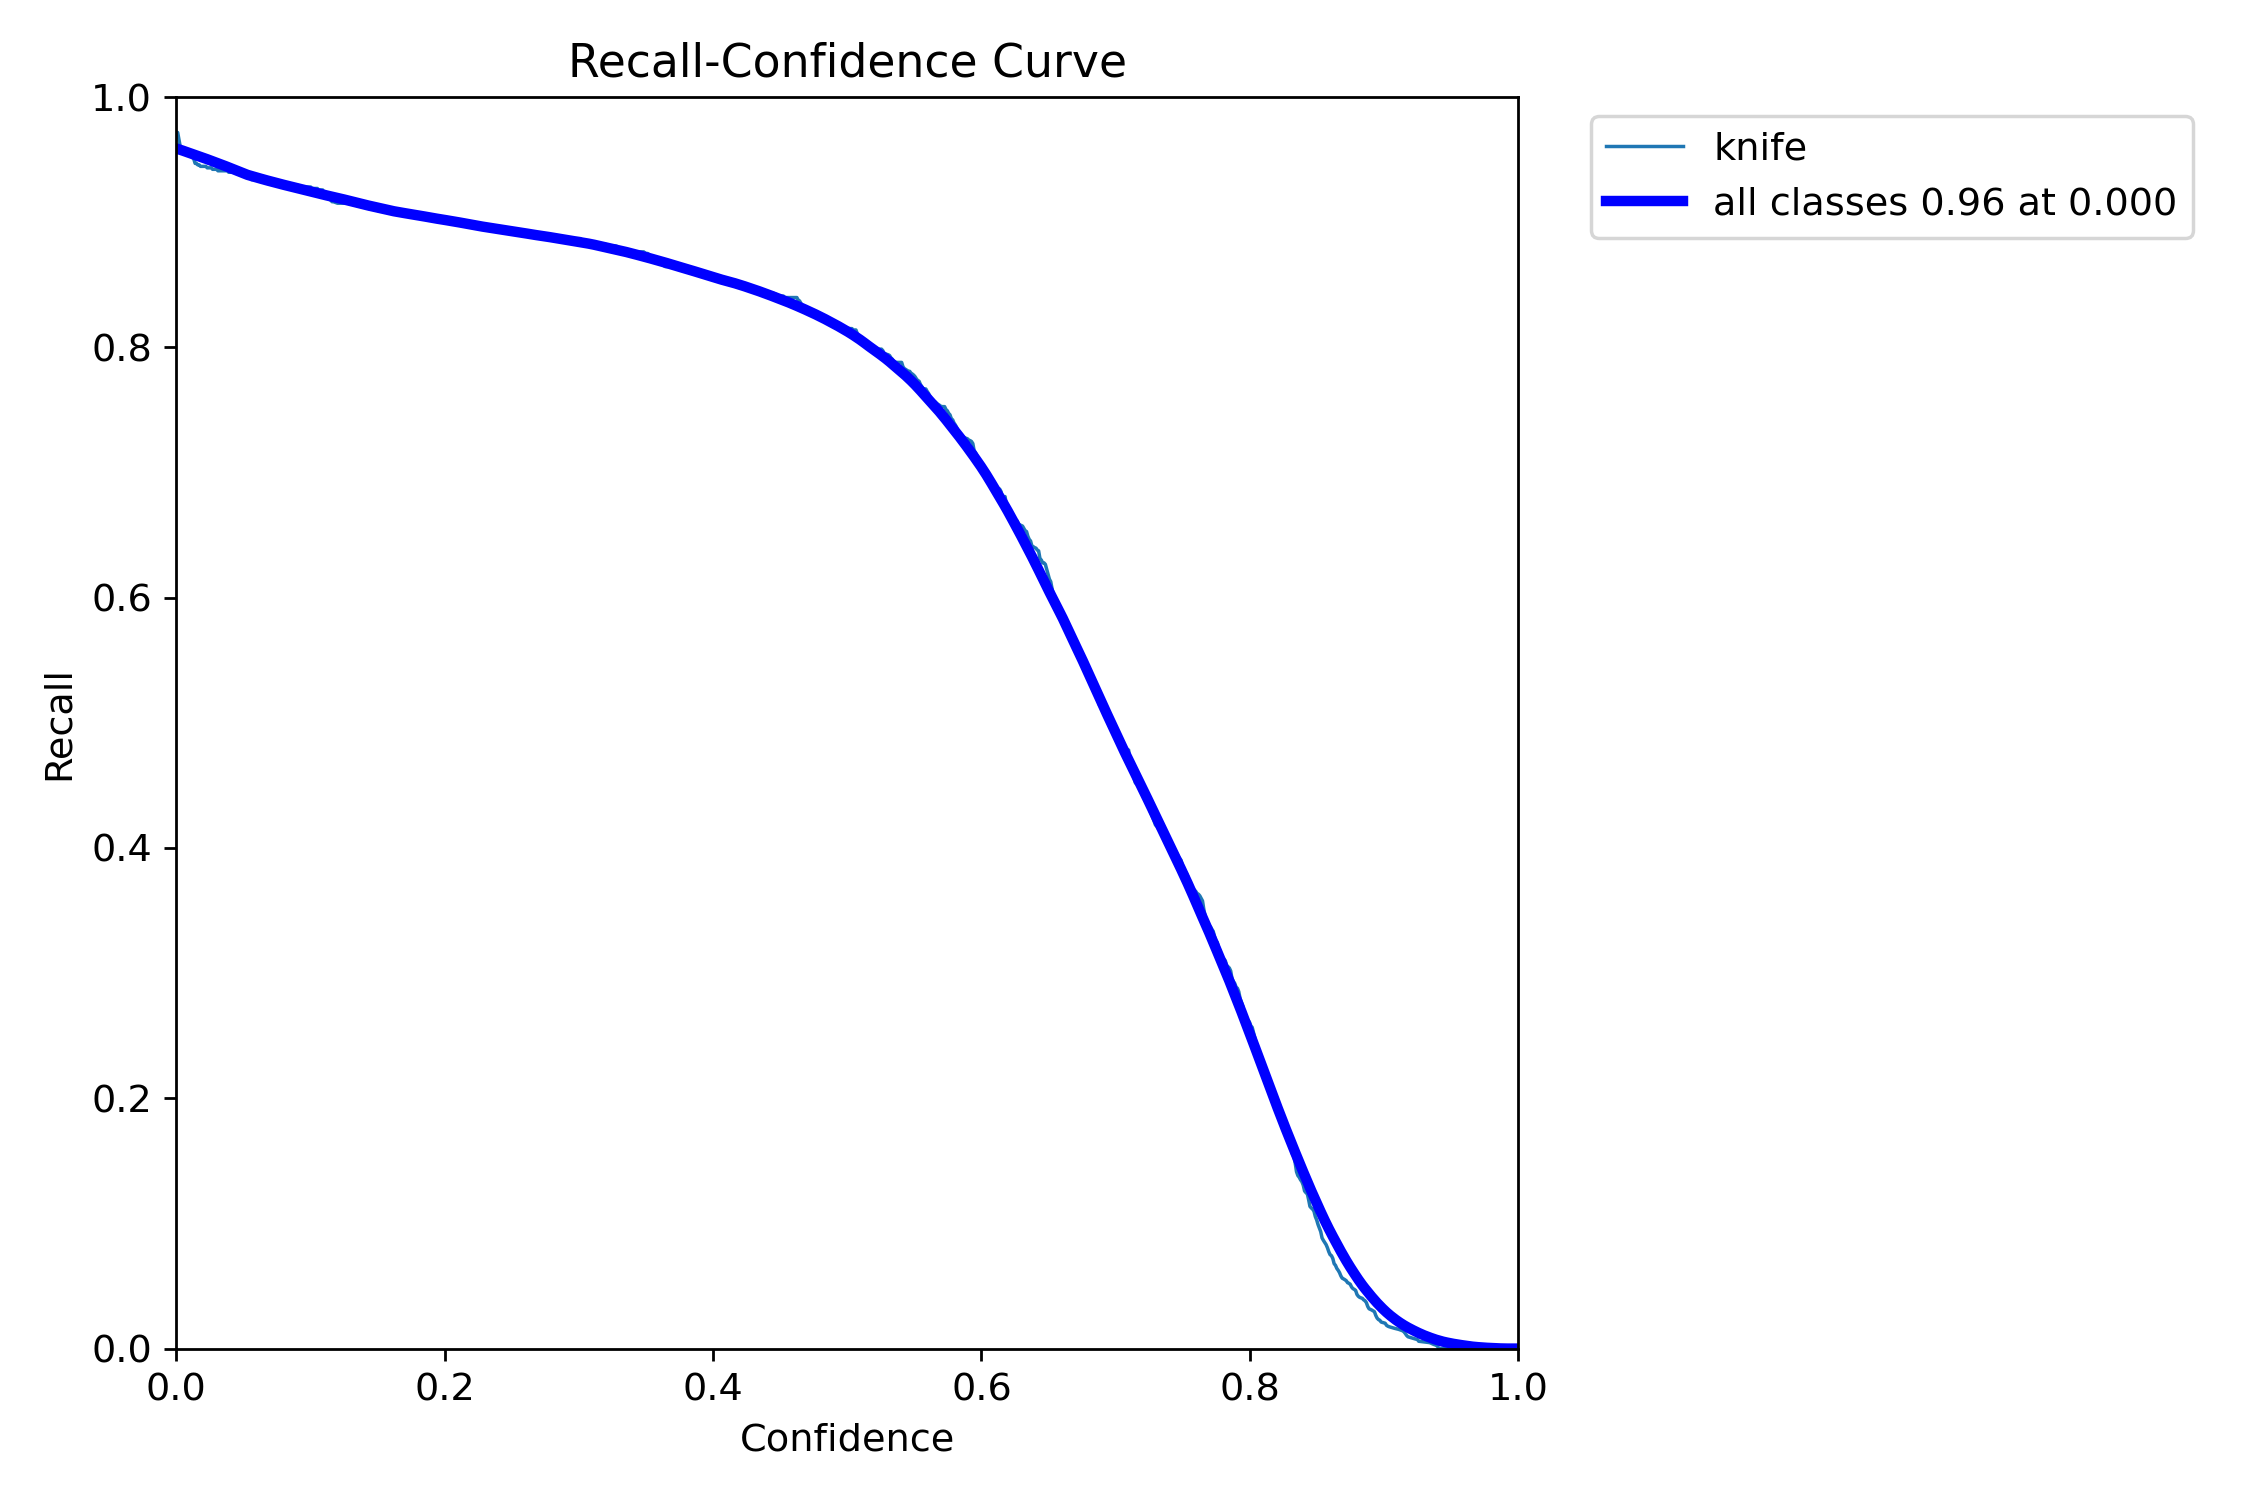 Recall-Confidence Curve
1.0
0.8
0.6
0.4
0.2
0.0
Recall
0.0 0.2 0.4 0.6 0.8 1.0
Confidence
knife
all classes 0.96 at 0.000